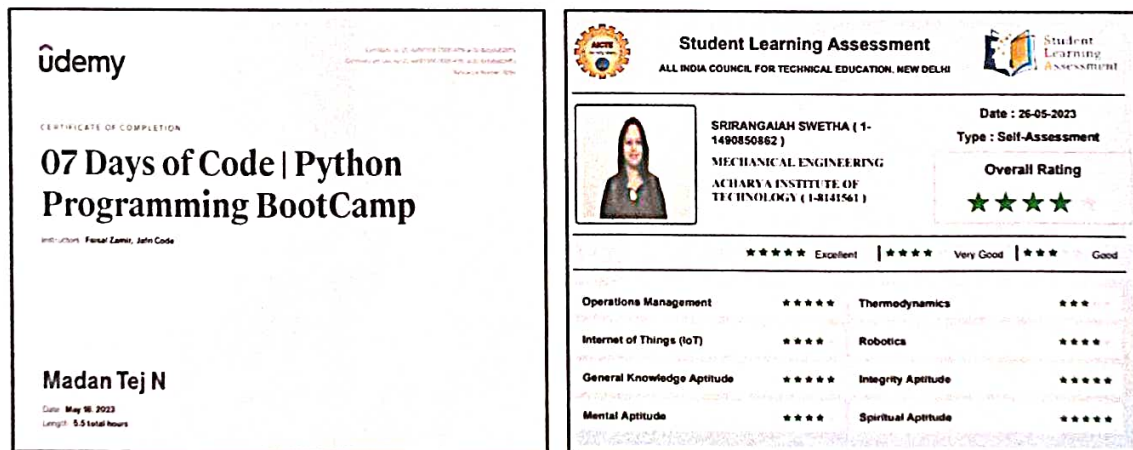 ûdemy
CERTIFICATE OF COMPLETION
07 Days of Code | Python
Programming BootCamp
Instructors Faisal Zamir, Jafri Code
Madan Tej N
Date May 18, 2023
Length 5.5 total hours
AICTE
Student Learning Assessment
ALL INDIA COUNCIL FOR TECHNICAL EDUCATION, NEW DELHI
Student
Learning
Assessment
SRIRANGAIAH SWETHA ( 1-
1490850862 )
MECHANICAL ENGINEERING
ACHARYA INSTITUTE OF
TECHNOLOGY ( 1-8141561 )
Date : 26-05-2023
Type : Self-Assessment
Overall Rating
★★★★
★★★★★ Excellent | ★★★★ Very Good | ★★★ Good
Operations Management ★★★★★ Thermodynamics ★★★
Internet of Things (IoT) ★★★★ Robotics ★★★★
General Knowledge Aptitude ★★★★★ Integrity Aptitude ★★★★★
Mental Aptitude ★★★★ Spiritual Aptitude ★★★★★